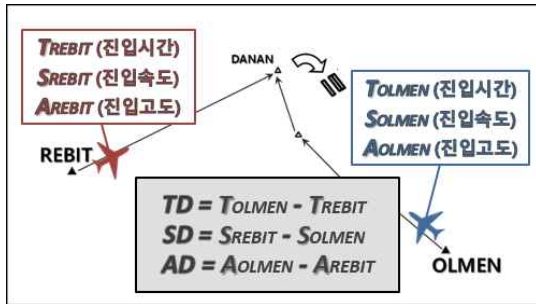 TREBIT (진입시간)
SREBIT (진입속도)
AREBIT (진입고도)
DANAN
TOLMEN (진입시간)
SOLMEN (진입속도)
AOLMEN (진입고도)
REBIT
TD = TOLMEN - TREBIT
SD = SREBIT - SOLMEN
AD = AOLMEN - AREBIT
OLMEN